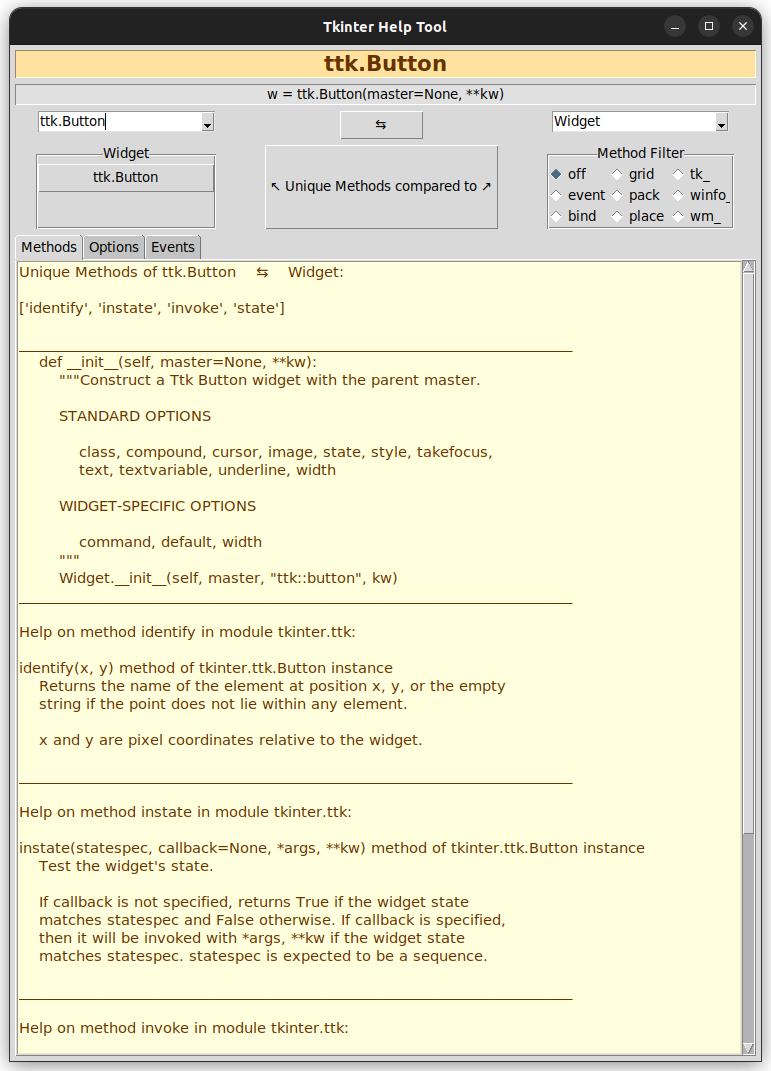 Tkinter Help Tool
ttk.Button
w = ttk.Button(master=None, **kw)
ttk.Button
⇆
Widget
Widget
ttk.Button
↖ Unique Methods compared to ↗
Method Filter
off grid tk_
event pack winfo_
bind place wm_
Methods Options Events
Unique Methods of ttk.Button ⇆ Widget:
['identify', 'instate', 'invoke', 'state']
def __init__(self, master=None, **kw):
"""Construct a Ttk Button widget with the parent master.
STANDARD OPTIONS
class, compound, cursor, image, state, style, takefocus,
text, textvariable, underline, width
WIDGET-SPECIFIC OPTIONS
command, default, width
"""
Widget.__init__(self, master, "ttk::button", kw)
Help on method identify in module tkinter.ttk:
identify(x, y) method of tkinter.ttk.Button instance
Returns the name of the element at position x, y, or the empty
string if the point does not lie within any element.
x and y are pixel coordinates relative to the widget.
Help on method instate in module tkinter.ttk:
instate(statespec, callback=None, *args, **kw) method of tkinter.ttk.Button instance
Test the widget's state.
If callback is not specified, returns True if the widget state
matches statespec and False otherwise. If callback is specified,
then it will be invoked with *args, **kw if the widget state
matches statespec. statespec is expected to be a sequence.
Help on method invoke in module tkinter.ttk: